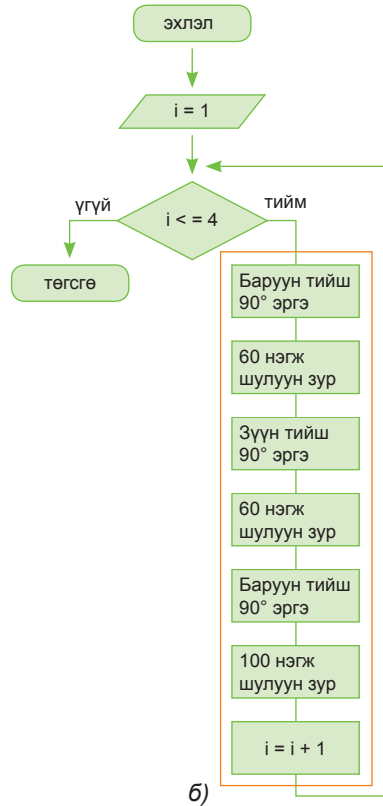 эхлэл
i = 1
үгүй
i < = 4
тийм
төгсгө
Баруун тийш
90° эргэ
60 нэгж
шулуун зур
Зүүн тийш
90° эргэ
60 нэгж
шулуун зур
Баруун тийш
90° эргэ
100 нэгж
шулуун зур
i = i + 1
б)